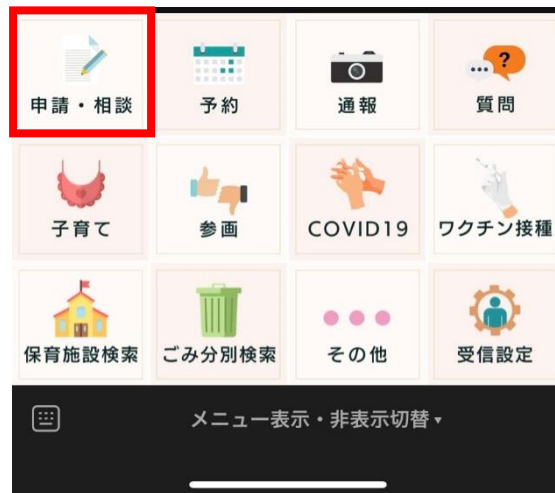 申請・相談
予約
通報
質問
子育て
参画
COVID19
ワクチン接種
保育施設検索
ごみ分別検索
その他
受信設定
メニュー表示・非表示切替▾